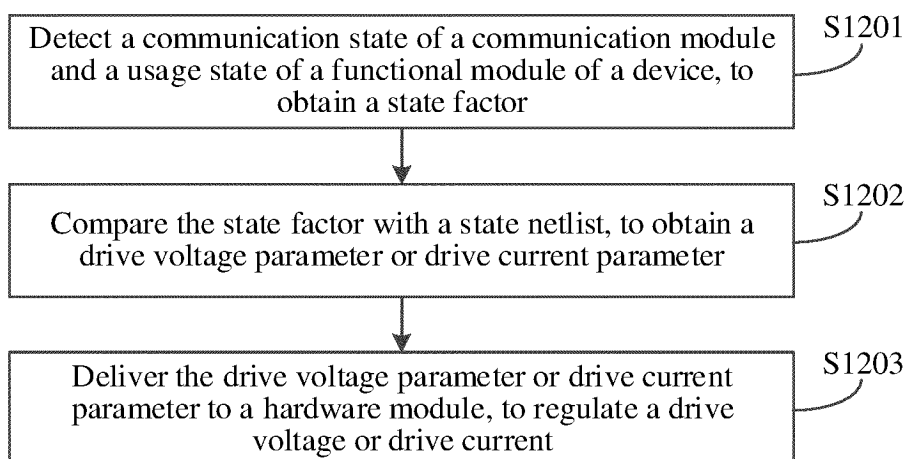 Detect a communication state of a communication module
and a usage state of a functional module of a device, to
obtain a state factor
S1201
Compare the state factor with a state netlist, to obtain a
drive voltage parameter or drive current parameter
S1202
Deliver the drive voltage parameter or drive current
parameter to a hardware module, to regulate a drive
voltage or drive current
S1203